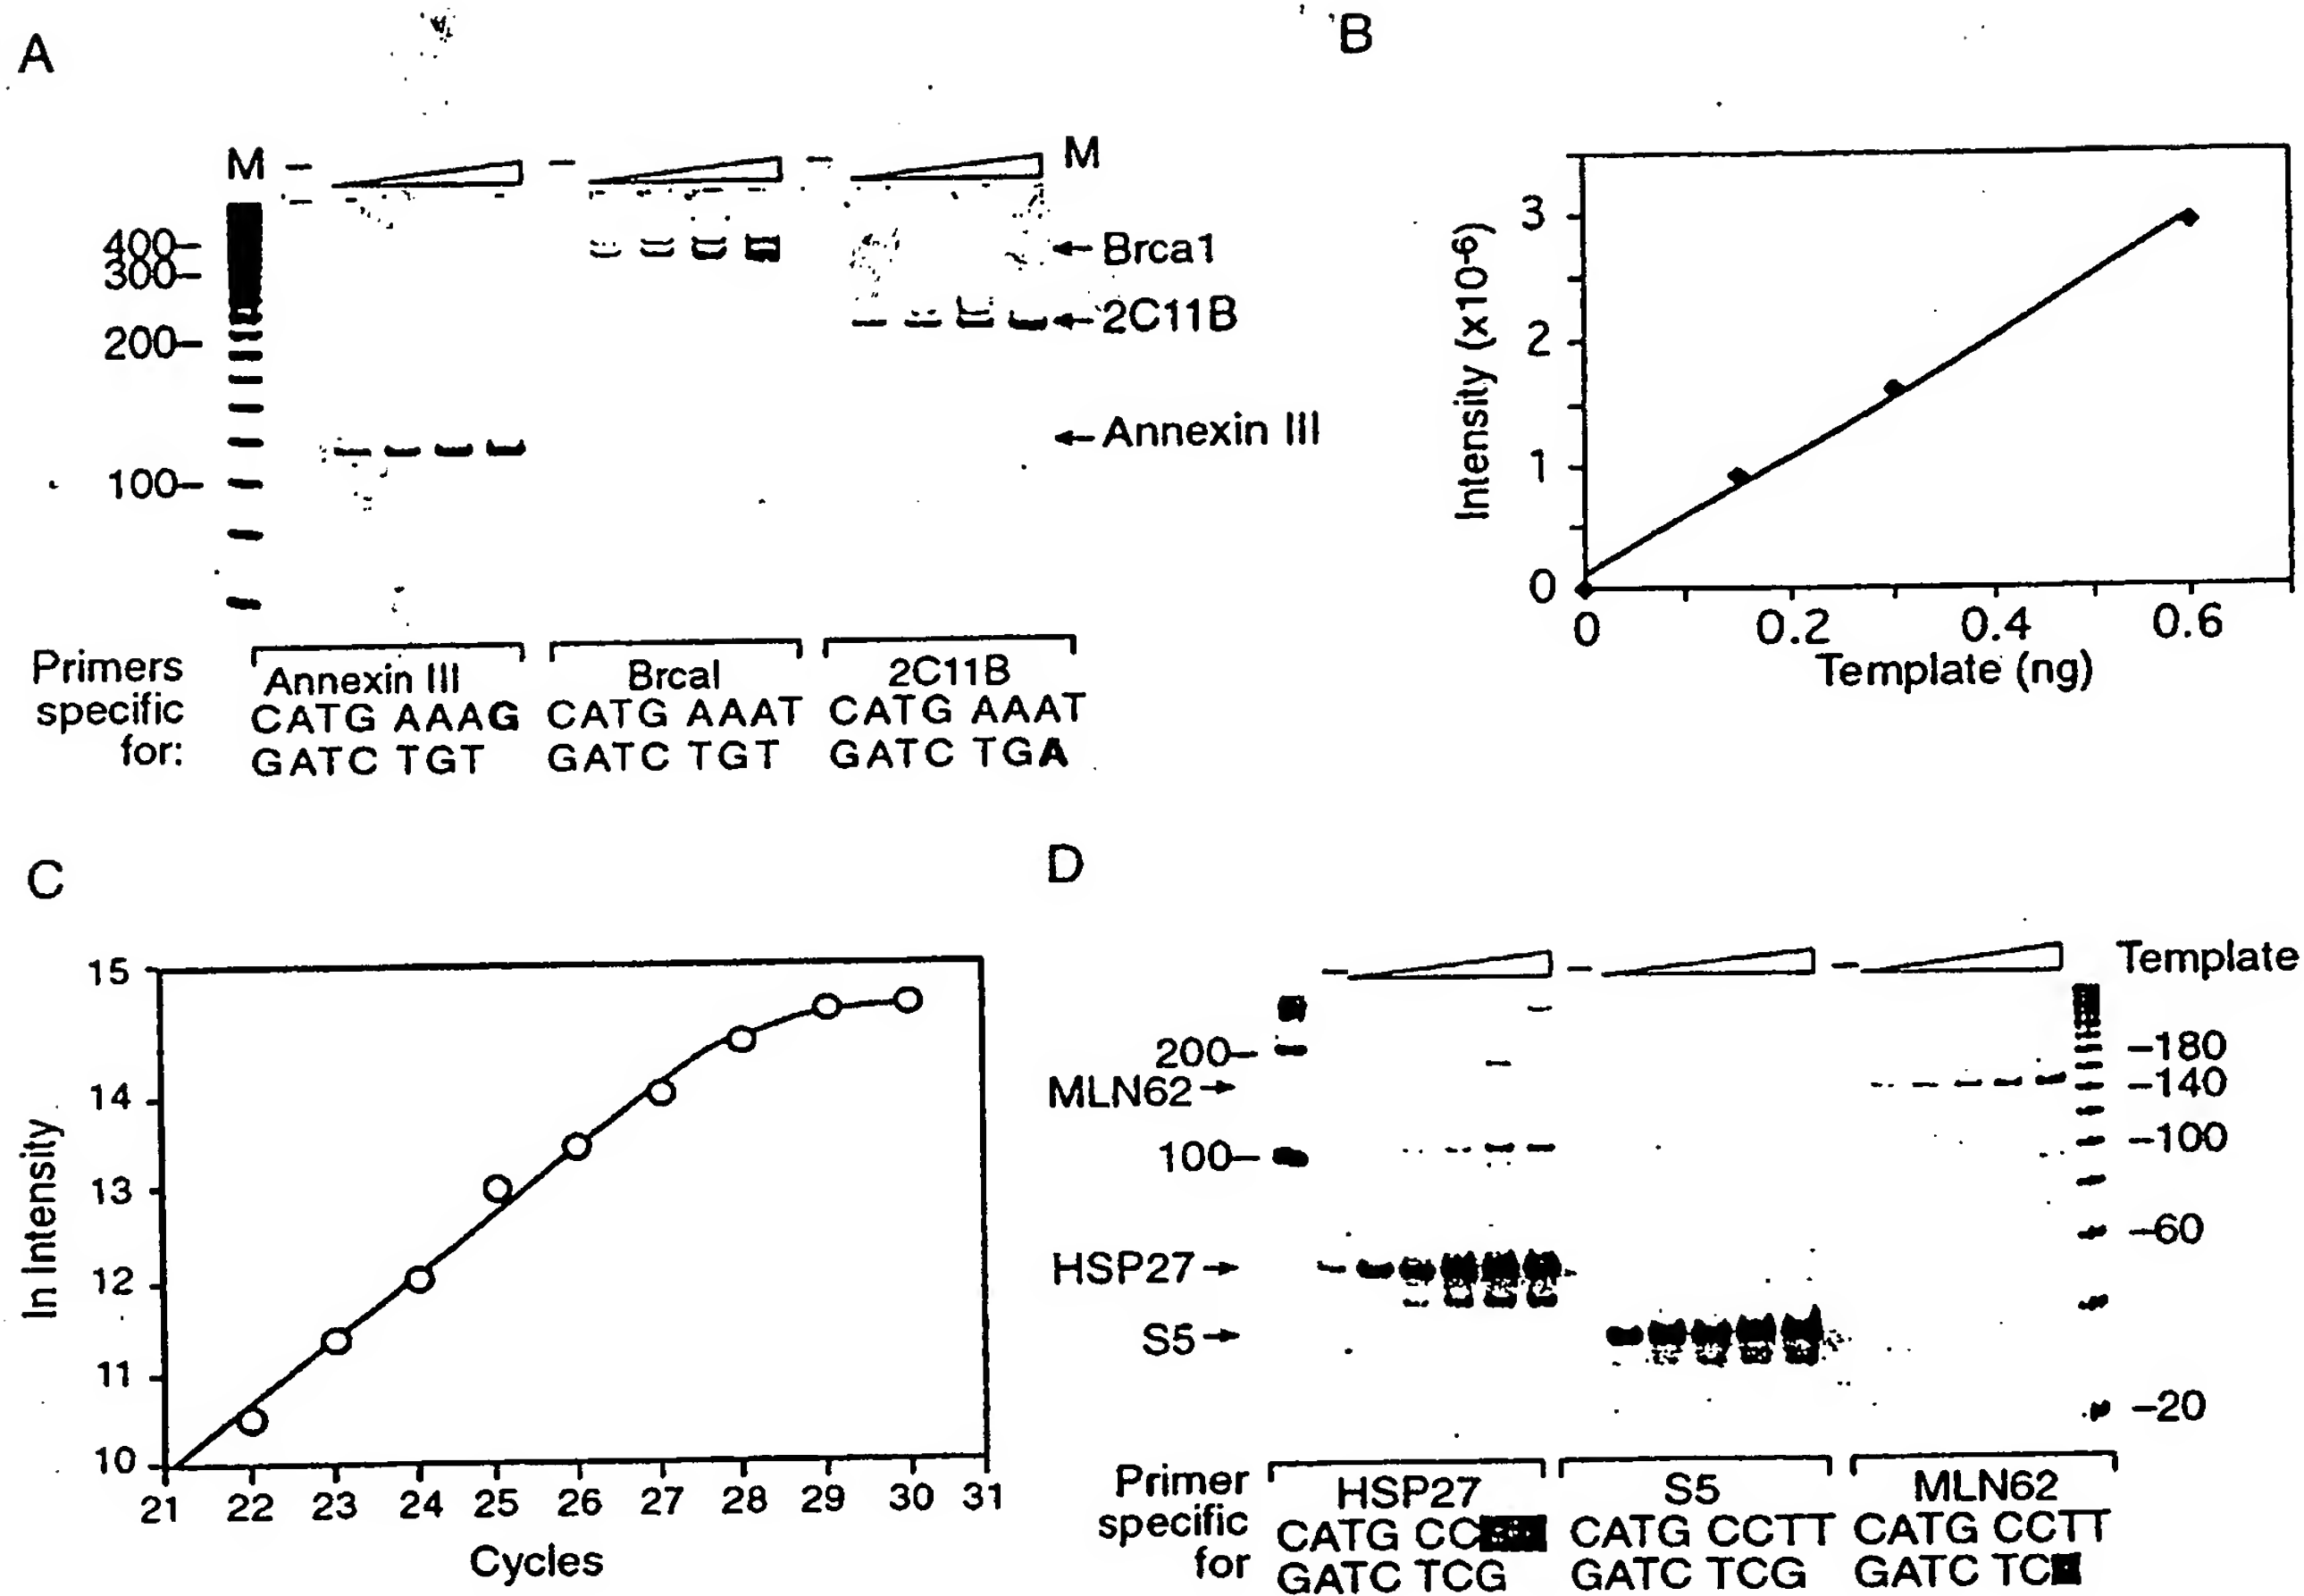 A
M
M
400
300
200
100
Brca1
2C11B
Annexin III
Primers specific for:
Annexin III
CATG AAAG
GATC TGT
BrcaI
CATG AAAT
GATC TGT
2C11B
CATG AAAT
GATC TGA
B
Intensity (x10-6)
3
2
1
0
0 0.2 0.4 0.6
Template (ng)
C
ln Intensity
15
14
13
12
11
10
21 22 23 24 25 26 27 28 29 30 31
Cycles
D
Template
200
MLN62
100
HSP27
S5
180
140
100
60
20
Primer specific for
HSP27
CATG CC
GATC TCG
S5
CATG CCTT
GATC TCG
MLN62
CATG CCTT
GATC TC